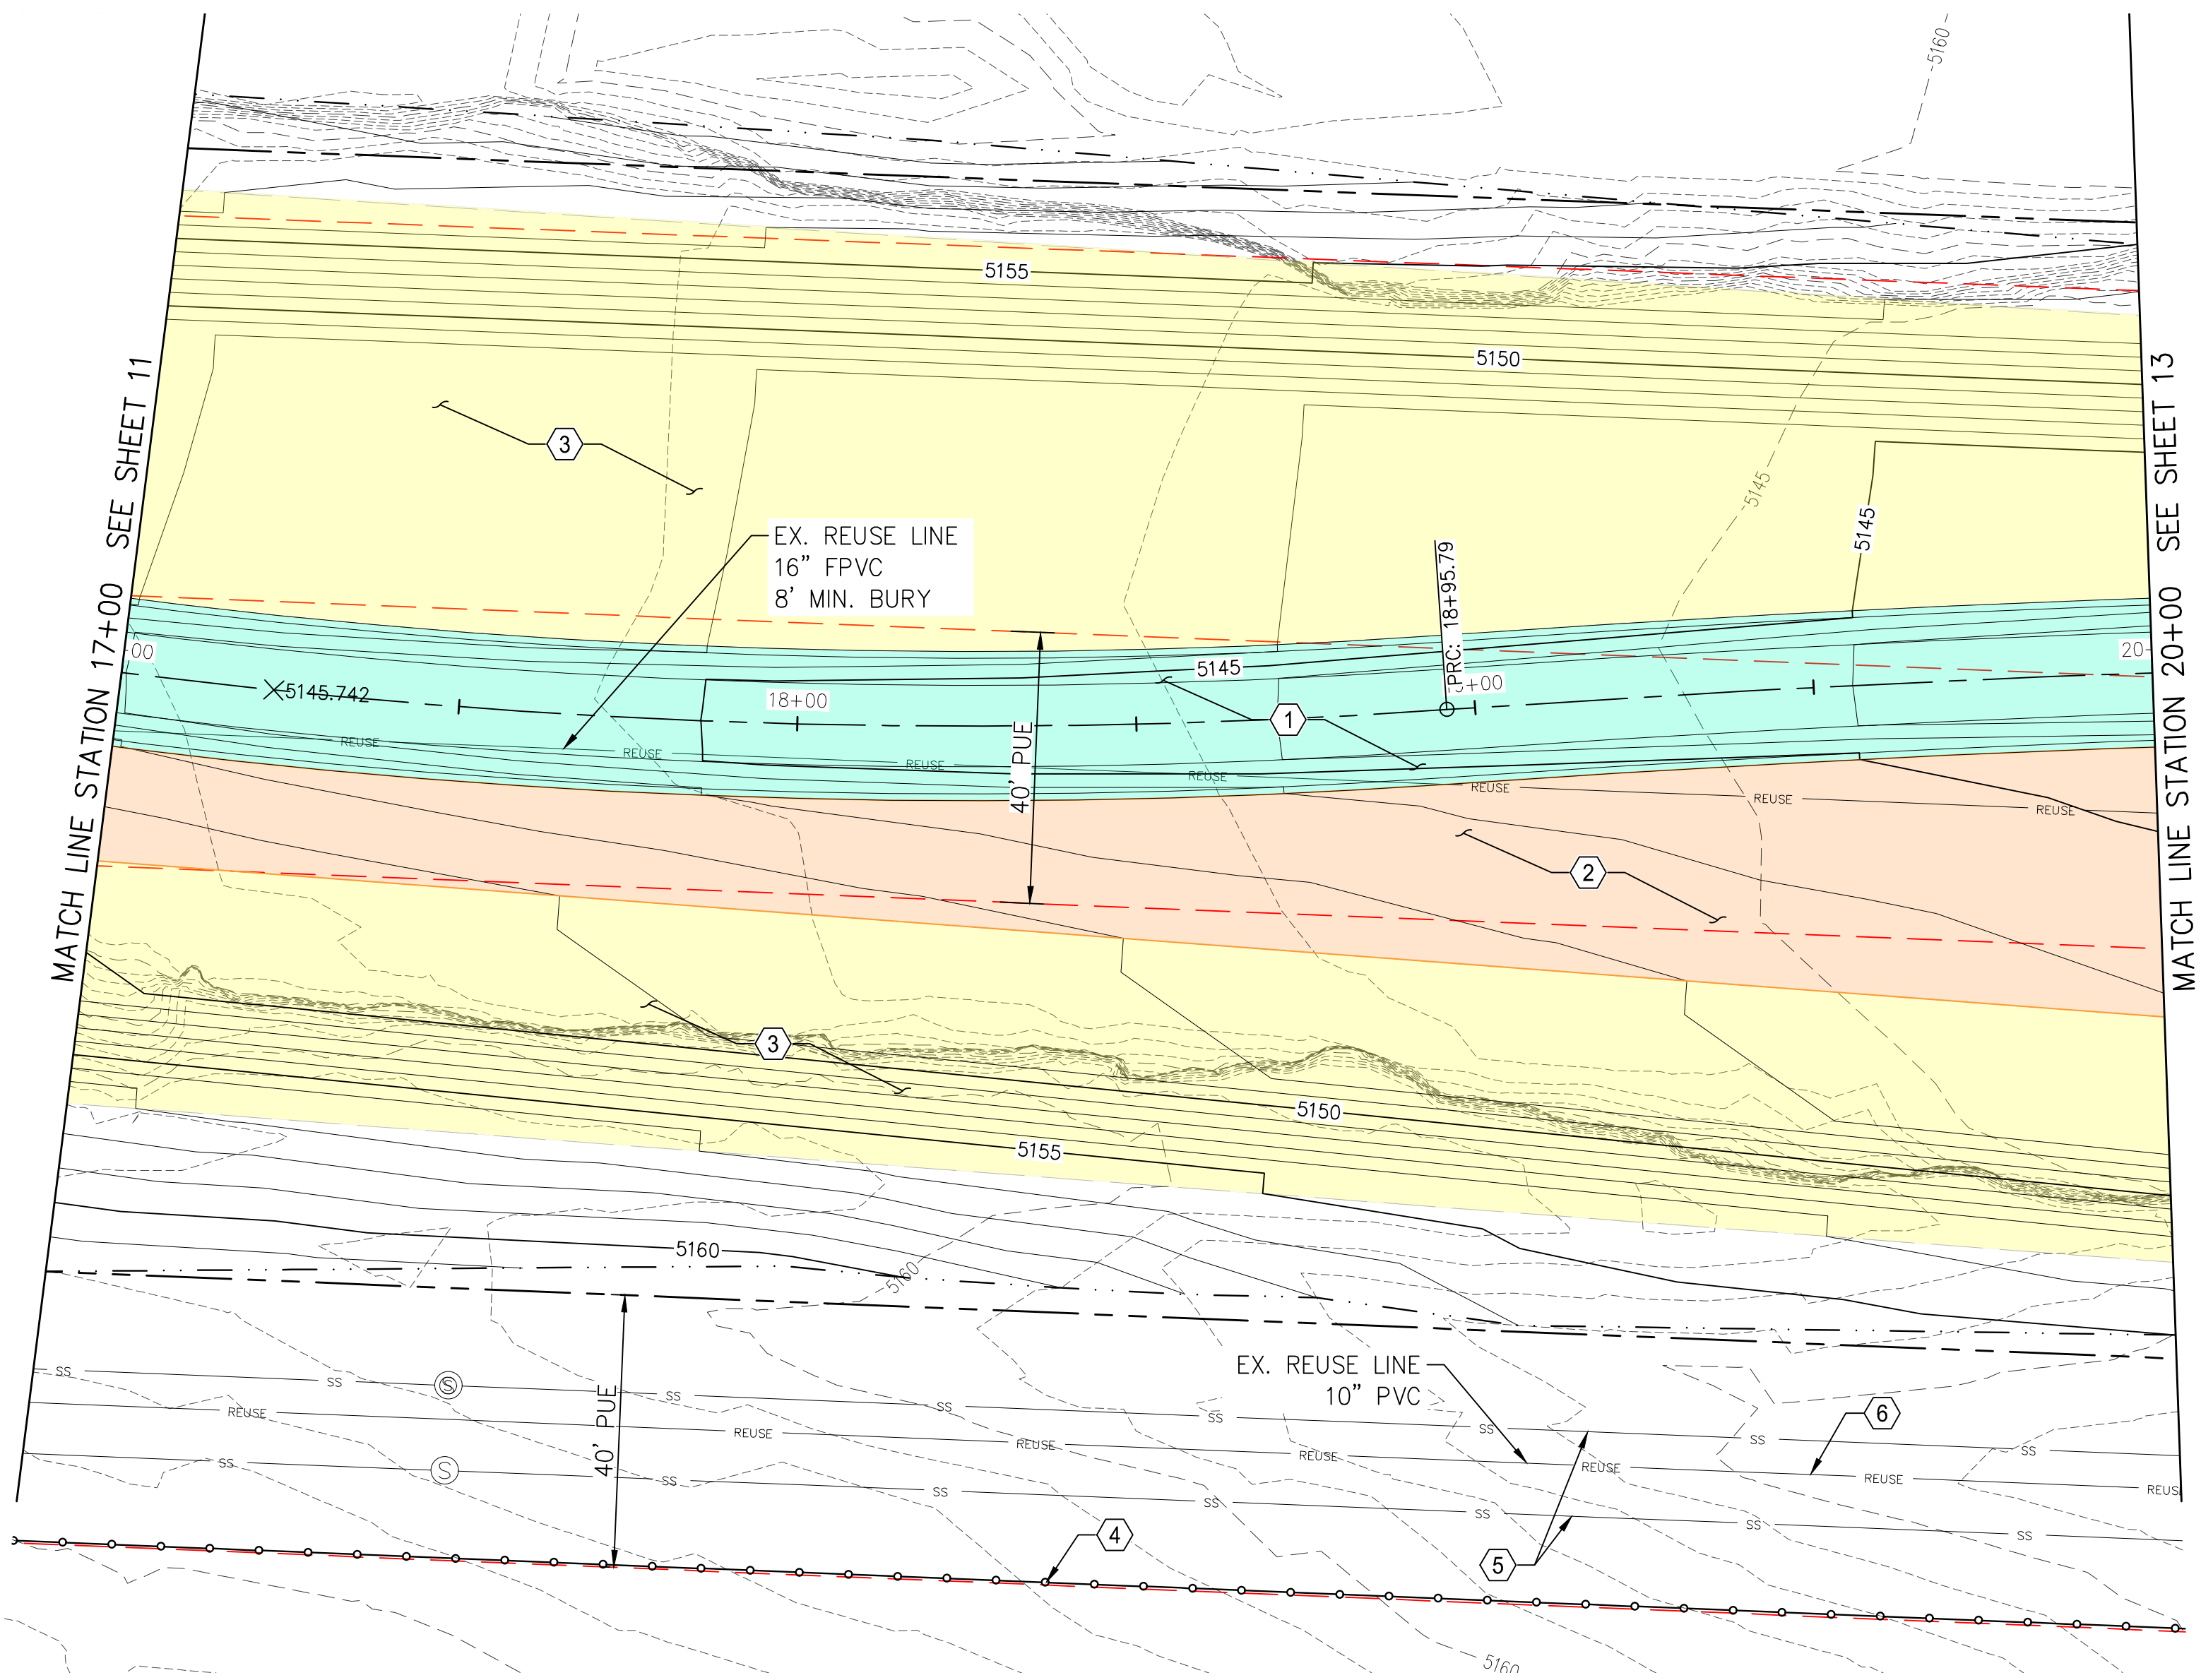 5160
5155
5150
MATCH LINE STATION 17+00 SEE SHEET 11
MATCH LINE STATION 20+00 SEE SHEET 13
3
5145
5145
EX. REUSE LINE
16" FPVC
8' MIN. BURY
PRC: 18+95.79
+00
5145
20-
5145.742
18+00
+00
1
40' PUE
REUSE
REUSE
REUSE
REUSE
REUSE
REUSE
REUSE
2
3
5150
5155
5160
5160
EX. REUSE LINE
10" PVC
40' PUE
SS
SS
S
SS
SS
SS
SS
SS
SS
6
REUSE
REUSE
REUSE
REUSE
REUSE
REUSE
REUS
SS
S
SS
SS
SS
SS
SS
SS
4
5
5160